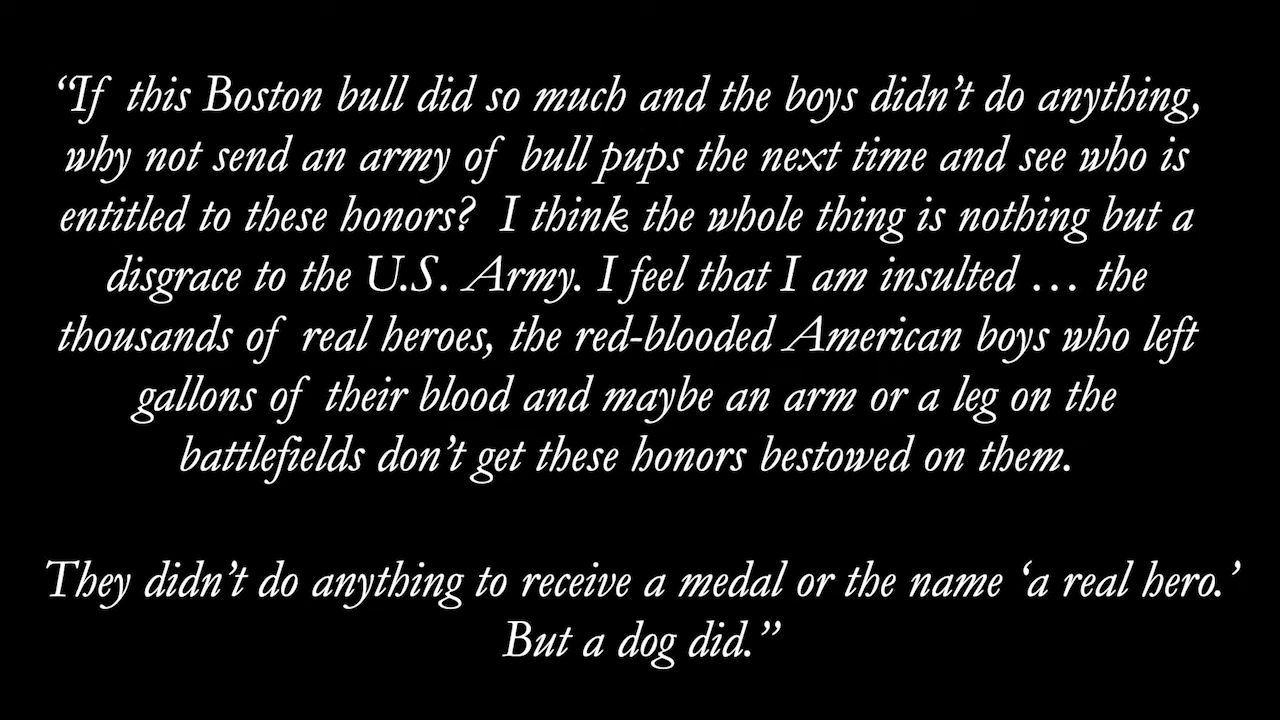 “If this Boston bull did so much and the boys didn’t do anything,
why not send an army of bull pups the next time and see who is
entitled to these honors? I think the whole thing is nothing but a
disgrace to the U.S. Army. I feel that I am insulted … the
thousands of real heroes, the red-blooded American boys who left
gallons of their blood and maybe an arm or a leg on the
battlefields don’t get these honors bestowed on them.
They didn’t do anything to receive a medal or the name ‘a real hero.’
But a dog did.”